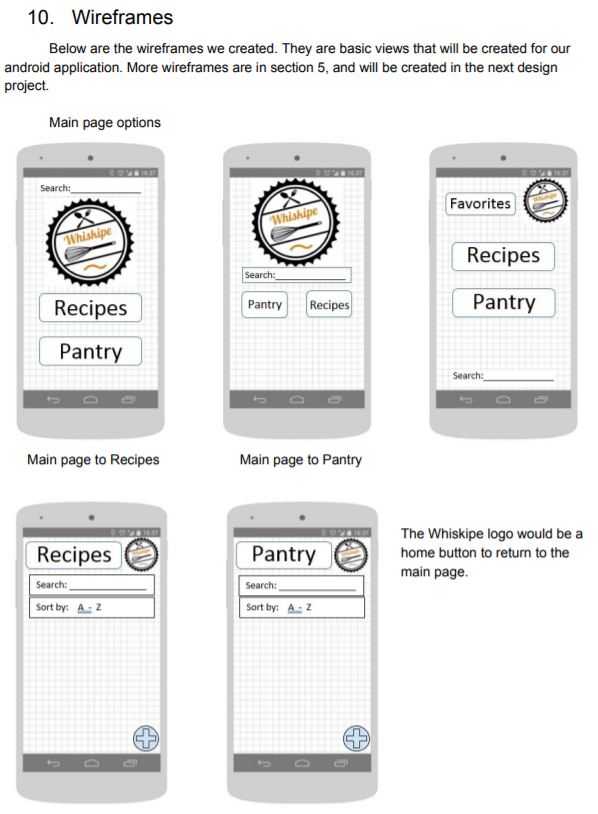 10. Wireframes
Below are the wireframes we created. They are basic views that will be created for our
android application. More wireframes are in section 5, and will be created in the next design
project.
Main page options
16:37
Search:
Whiskipe
Recipes
Pantry
16:37
Whiskipe
Search:
Pantry Recipes
16:37
Favorites Whiskipe
Recipes
Pantry
Search:
Main page to Recipes
Main page to Pantry
16:37
Recipes Whiskipe
Search:
Sort by: A - Z
16:37
Pantry Whiskipe
Search:
Sort by: A - Z
The Whiskipe logo would be a
home button to return to the
main page.